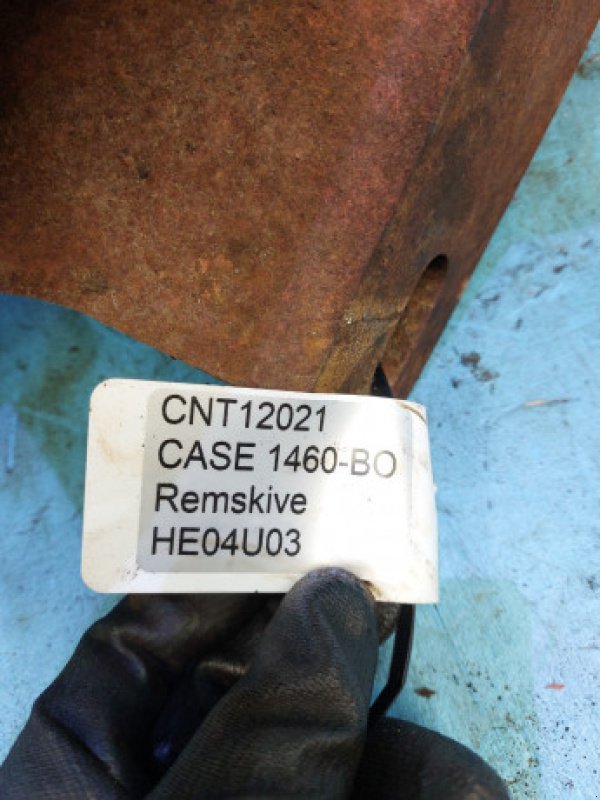 CNT12021
CASE 1460-BO
Remskive
HE04U03